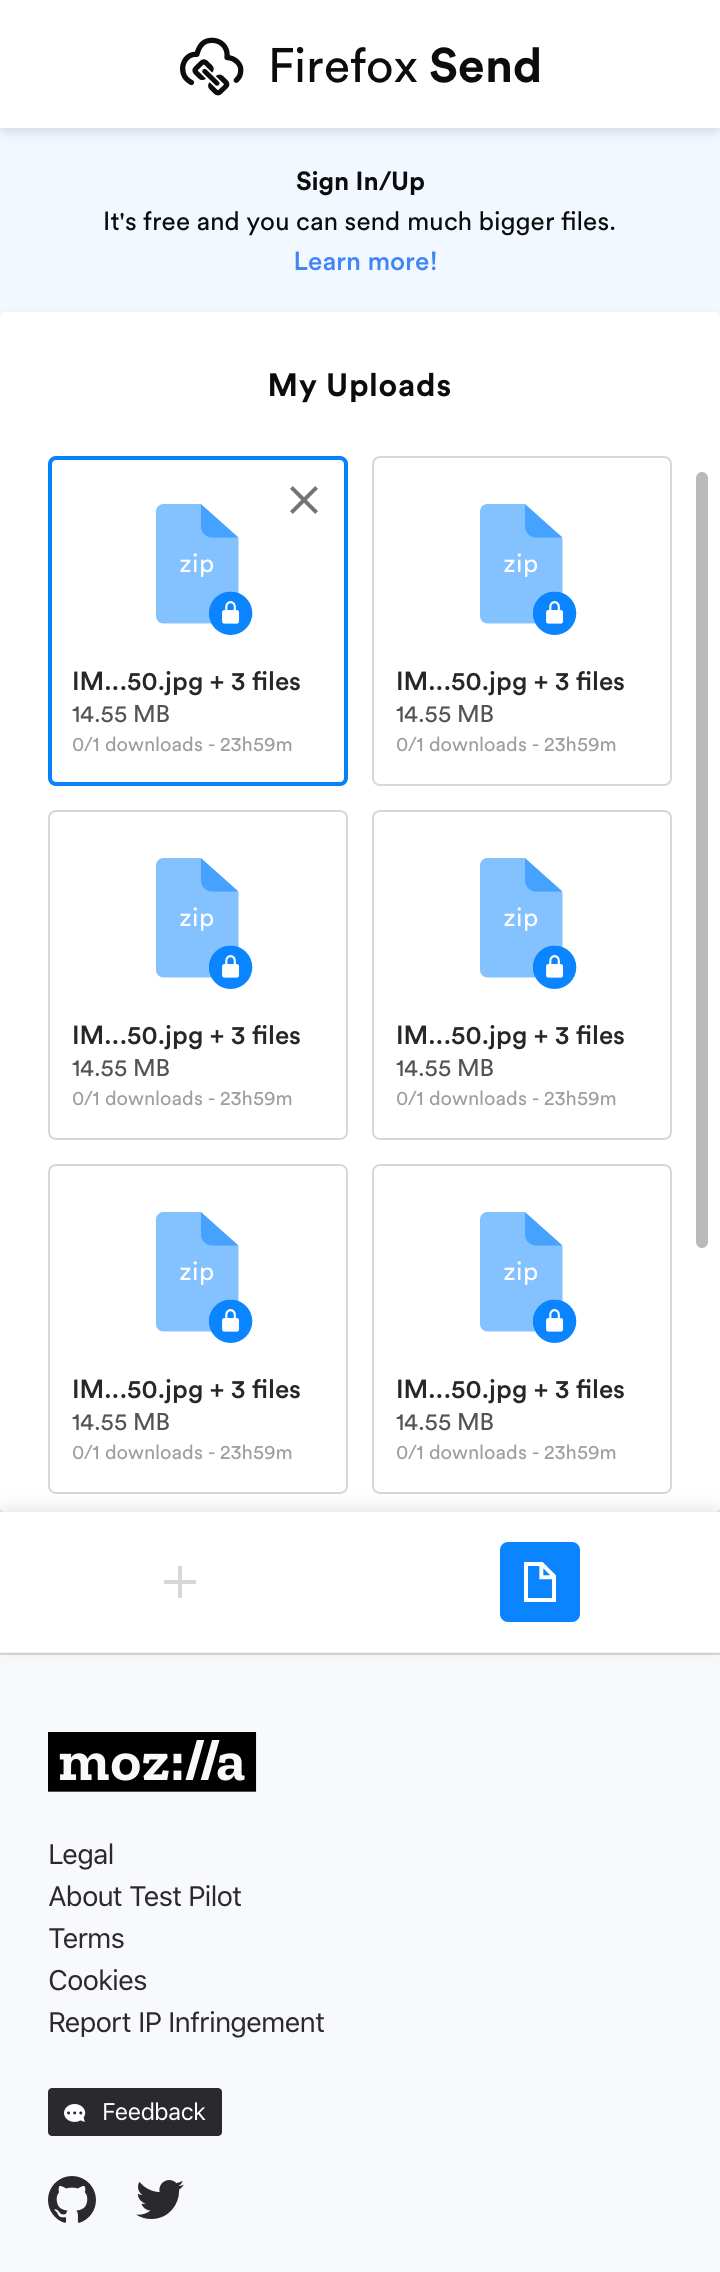 Firefox Send
Sign In/Up
It's free and you can send much bigger files.
Learn more!
My Uploads
zip
IM...50.jpg + 3 files
14.55 MB
0/1 downloads - 23h59m
zip
IM...50.jpg + 3 files
14.55 MB
0/1 downloads - 23h59m
zip
IM...50.jpg + 3 files
14.55 MB
0/1 downloads - 23h59m
zip
IM...50.jpg + 3 files
14.55 MB
0/1 downloads - 23h59m
zip
IM...50.jpg + 3 files
14.55 MB
0/1 downloads - 23h59m
zip
IM...50.jpg + 3 files
14.55 MB
0/1 downloads - 23h59m
moz://a
Legal
About Test Pilot
Terms
Cookies
Report IP Infringement
Feedback